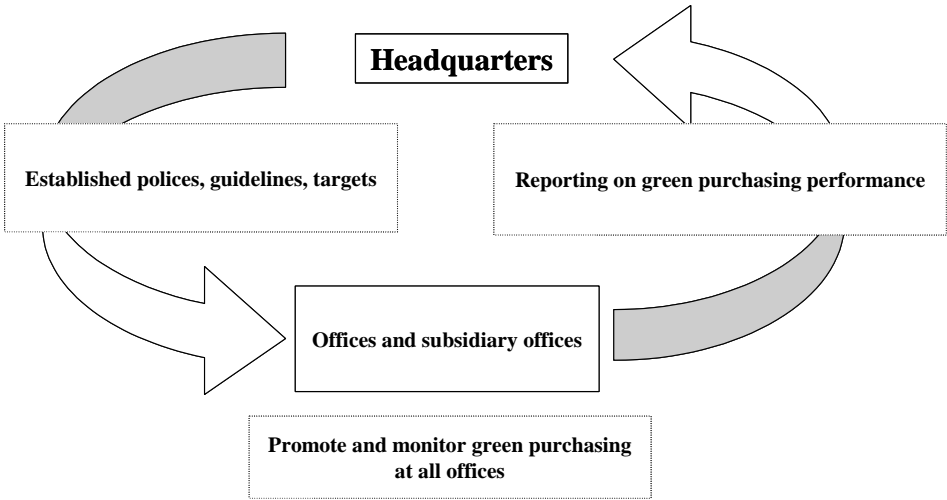 Headquarters
Established polices, guidelines, targets
Reporting on green purchasing performance
Offices and subsidiary offices
Promote and monitor green purchasing
at all offices